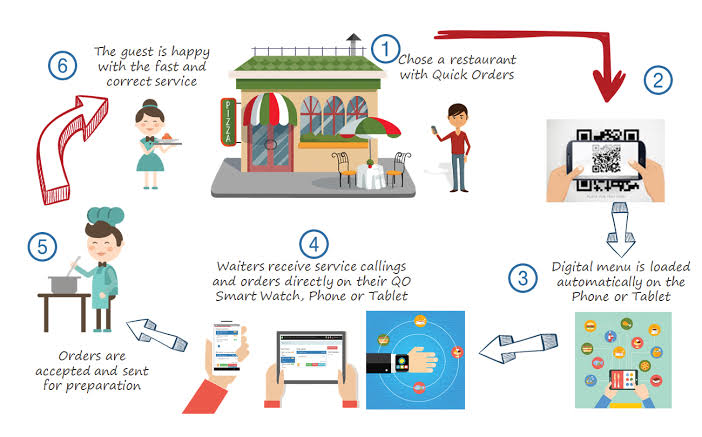 1
Chose a restaurant
with Quick Orders
2
3
Digital menu is loaded
automatically on the
Phone or Tablet
4
Waiters receive service callings
and orders directly on their QO
Smart Watch, Phone or Tablet
5
Orders are
accepted and sent
for preparation
6
The guest is happy
with the fast and
correct service
PIZZA